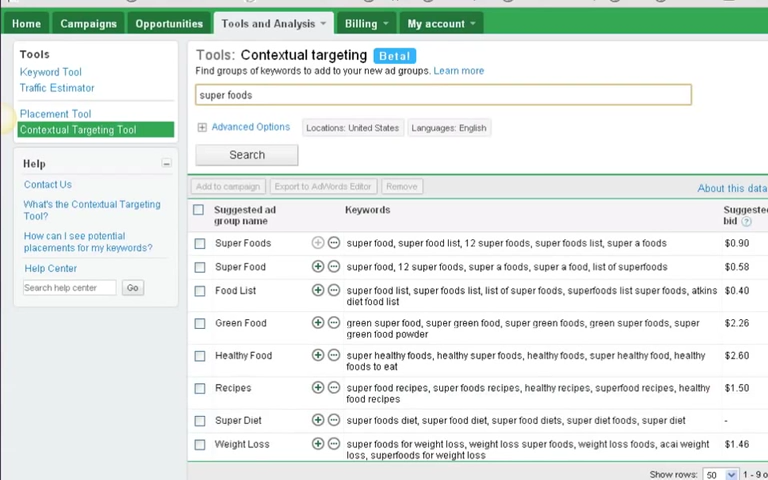 Home Campaigns Opportunities Tools and Analysis Billing My account
Tools
Keyword Tool
Traffic Estimator
Placement Tool
Contextual Targeting Tool
Help
Contact Us
What's the Contextual Targeting
Tool?
How can I see potential
placements for my keywords?
Help Center
Search help center Go
Tools: Contextual targeting Beta!
Find groups of keywords to add to your new ad groups. Learn more
super foods
Advanced Options Locations: United States Languages: English
Search
Add to campaign Export to AdWords Editor Remove About this data
Suggested ad
group name
Keywords
Suggested
bid
Super Foods super food, super food list, 12 super foods, super foods list, super a foods $0.90
Super Food super food, 12 super foods, super a foods, super a food, list of superfoods $0.58
Food List super food list, super foods list, list of super foods, superfoods list super foods, atkins $0.40
diet food list
Green Food green super food, super green food, super green foods, green super foods, super $2.26
green food powder
Healthy Food super healthy foods, healthy super foods, healthy foods, super healthy food, healthy $2.60
foods to eat
Recipes super food recipes, super foods recipes, healthy recipes, superfood recipes, healthy $1.50
food recipes
Super Diet super foods diet, super food diet, super food diets, super diet foods, super diet -
Weight Loss super foods for weight loss, weight loss super foods, weight loss foods, acai weight $1.46
loss, superfoods for weight loss
Show rows: 50 1 - 9 o